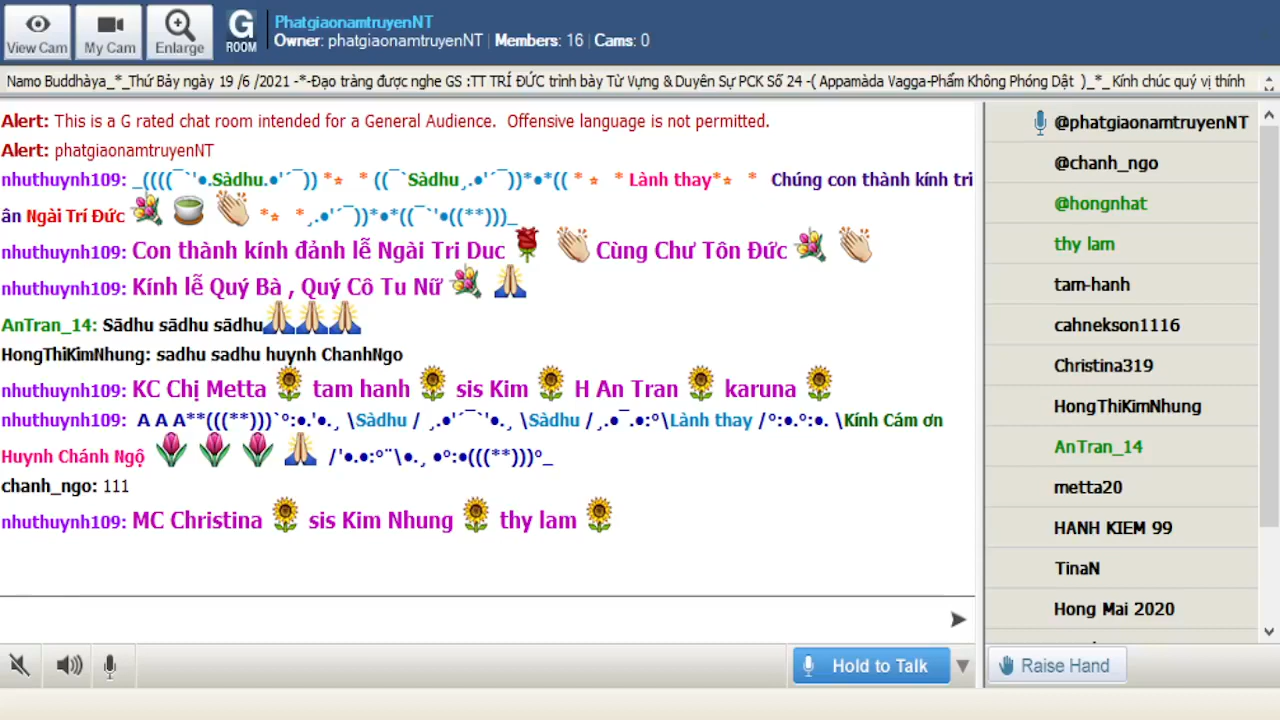 View Cam
My Cam
Enlarge
G
ROOM
PhatgiaonamtruyenNT
Owner: phatgiaonamtruyenNT | Members: 16 | Cams: 0
Namo Buddhàya_*_Thứ Bảy ngày 19 /6 /2021 -*-Đạo tràng được nghe GS :TT TRÍ ĐỨC trình bày Từ Vựng & Duyên Sự PCK Số 24 -( Appamàda Vagga-Phẩm Không Phóng Dật )_*_ Kính chúc quý vị thính
Alert: This is a G rated chat room intended for a General Audience. Offensive language is not permitted.
Alert: phatgiaonamtruyenNT
nhuthuynh109: _((((¯`'•.Sàdhu.•'´¯)) *⭒ * ((¯`Sàdhu¸.•'´¯))*•*(( *⭒ * Lành thay*⭒ * Chúng con thành kính tri
ân Ngài Trí Đức *⭒ *¸.•'´¯))*•*((¯`'•((**)))_
nhuthuynh109: Con thành kính đảnh lễ Ngài Tri Duc Cùng Chư Tôn Đức
nhuthuynh109: Kính lễ Quý Bà , Quý Cô Tu Nữ
AnTran_14: Sādhu sādhu sādhu
HongThiKimNhung: sadhu sadhu huynh ChanhNgo
nhuthuynh109: KC Chị Metta tam hanh sis Kim H An Tran karuna
nhuthuynh109: A A A**(((**)))`°:•.'•.¸ \Sàdhu / ¸.•'´¯`'•.¸ \Sàdhu /¸.•¯.•:°\Lành thay /°:•.°:•. \Kính Cám ơn
Huynh Chánh Ngộ /'•.•:°¨\•.¸ •°:•(((**)))°_
chanh_ngo: 111
nhuthuynh109: MC Christina sis Kim Nhung thy lam
@phatgiaonamtruyenNT
@chanh_ngo
@hongnhat
thy lam
tam-hanh
cahnekson1116
Christina319
HongThiKimNhung
AnTran_14
metta20
HANH KIEM 99
TinaN
Hong Mai 2020
Hold to Talk
Raise Hand